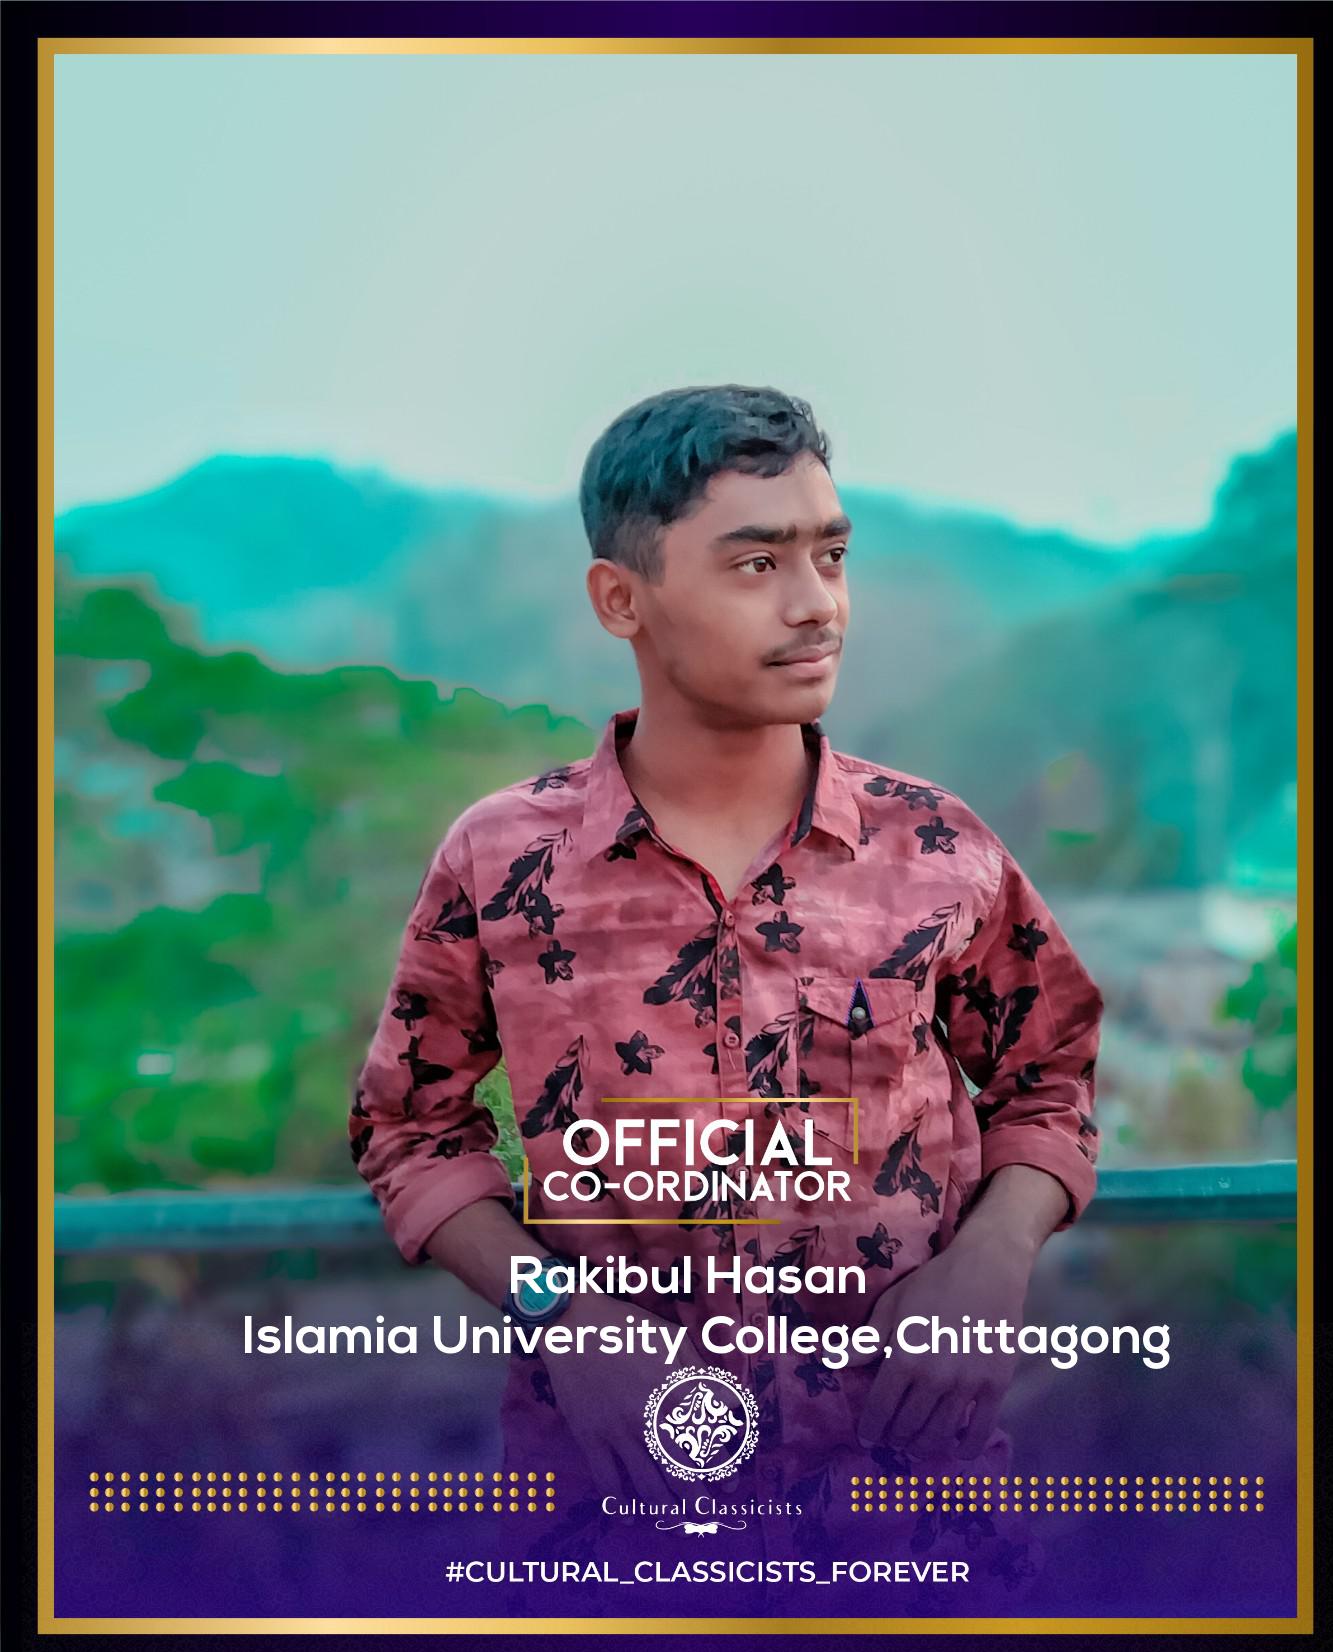 OFFICIAL
CO-ORDINATOR
Rakibul Hasan
Islamia University College,Chittagong
Cultural Classicists
#CULTURAL_CLASSICISTS_FOREVER